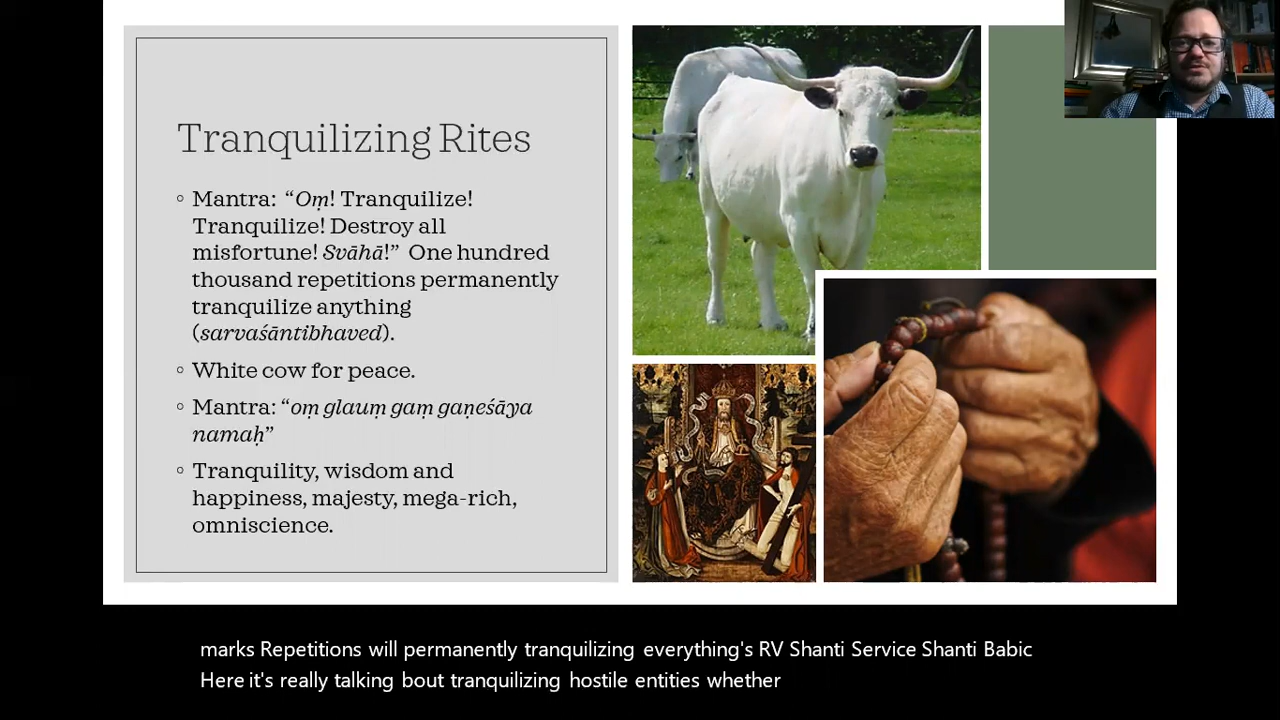 Tranquilizing Rites
◦ Mantra: “Oṃ! Tranquilize!
Tranquilize! Destroy all
misfortune! Svāhā!” One hundred
thousand repetitions permanently
tranquilize anything
(sarvaśāntibhaved).
◦ White cow for peace.
◦ Mantra: “oṃ glauṃ gaṃ gaṇeśāya
namaḥ”
◦ Tranquility, wisdom and
happiness, majesty, mega-rich,
omniscience.
marks Repetitions will permanently tranquilizing everything's RV Shanti Service Shanti Babic
Here it's really talking bout tranquilizing hostile entities whether